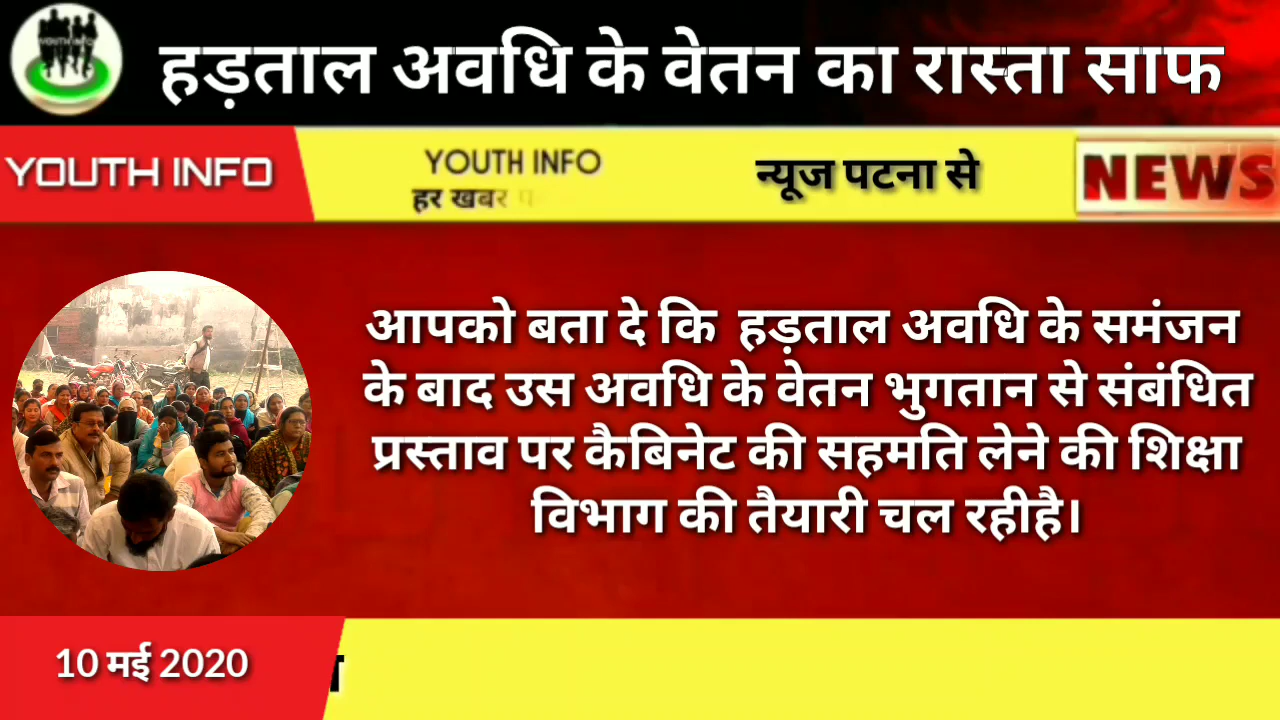 हड़ताल अवधि के वेतन का रास्ता साफ
YOUTH INFO
YOUTH INFO
हर खबर
न्यूज पटना से
NEWS
आपको बता दे कि हड़ताल अवधि के समंजन
के बाद उस अवधि के वेतन भुगतान से संबंधित
प्रस्ताव पर कैबिनेट की सहमति लेने की शिक्षा
विभाग की तैयारी चल रहीहै।
10 मई 2020